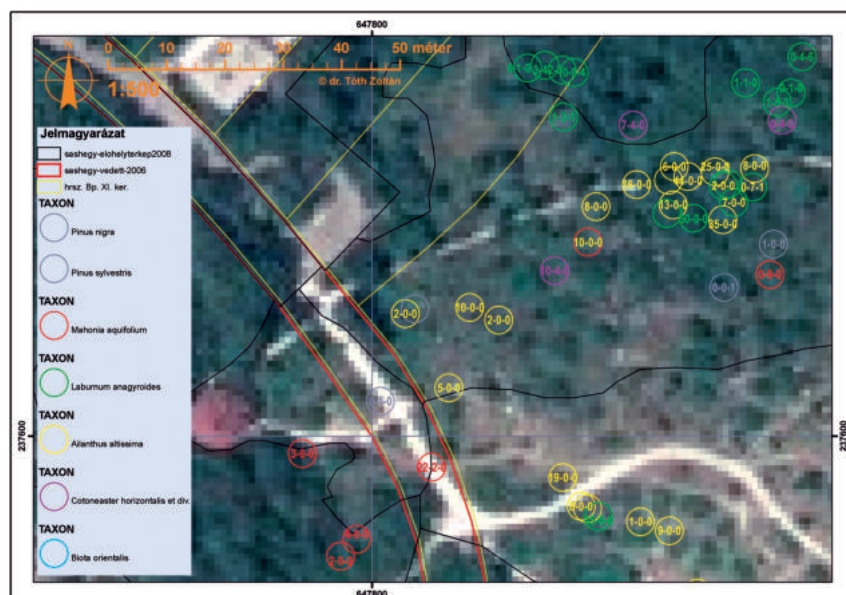 647800
0 10 20 30 40 50 méter
© dr. Tóth Zoltán
1:500
Jelmagyarázat
sashegy-elohelyterkep2008
sashegy-vedett-2006
hrsz. Bp. XI. ker.
TAXON
Pinus nigra
Pinus sylvestris
TAXON
Mahonia aquifolium
TAXON
Laburnum anagyroides
TAXON
Ailanthus altissima
TAXON
Cotoneaster horizontalis et div.
TAXON
Biota orientalis
0-4-6
1-1-0
0-1-0
7-4-0
6-0-0
25-0-0
8-0-0
2-0-0
0-7-1
7-0-0
13-0-0
35-0-0
8-0-0
10-0-0
1-0-0
10-4-0
0-0-1
2-0-0
10-0-0
2-0-0
5-0-0
237600
237600
3-0-0
22-2-0
19-0-0
1-0-0
9-0-0
2-0-0
647800